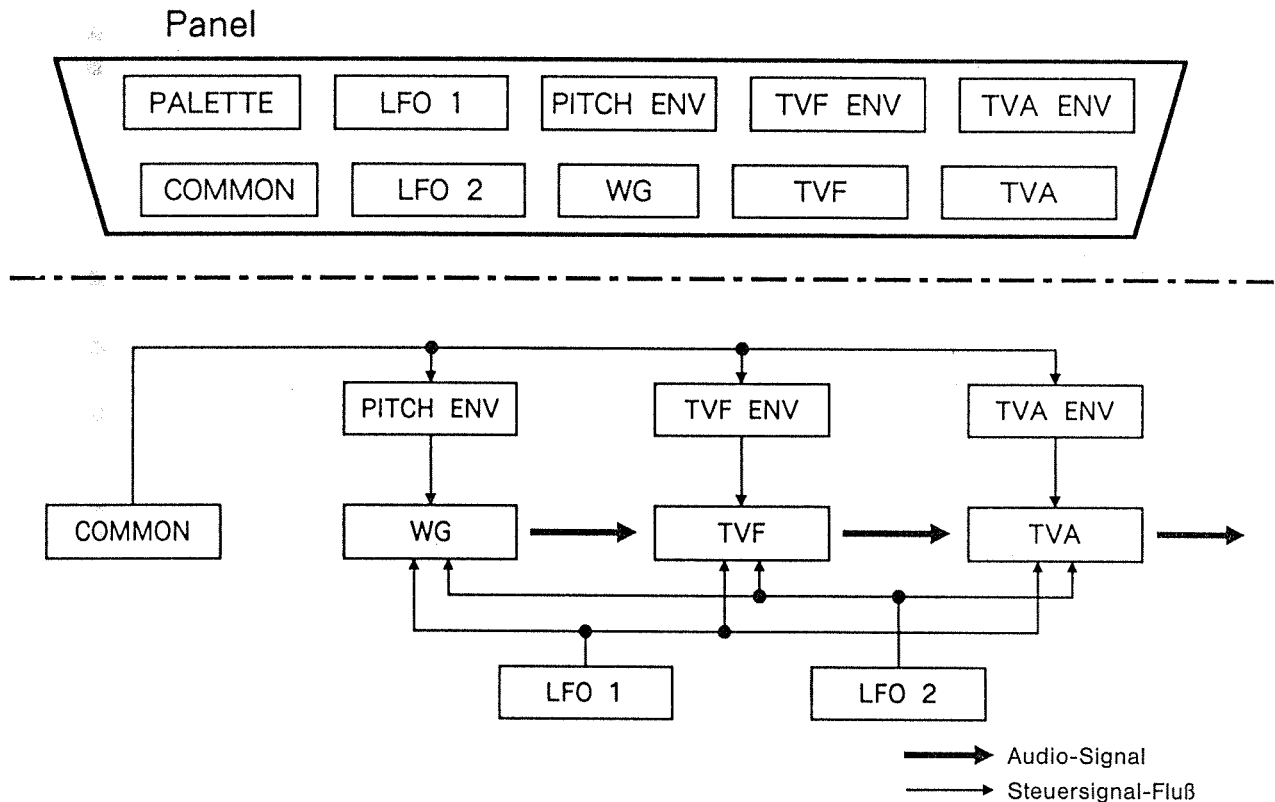 Panel
PALETTE LFO 1 PITCH ENV TVF ENV TVA ENV
COMMON LFO 2 WG TVF TVA
PITCH ENV TVF ENV TVA ENV
COMMON WG TVF TVA
LFO 1 LFO 2
Audio-Signal
Steuersignal-Fluß